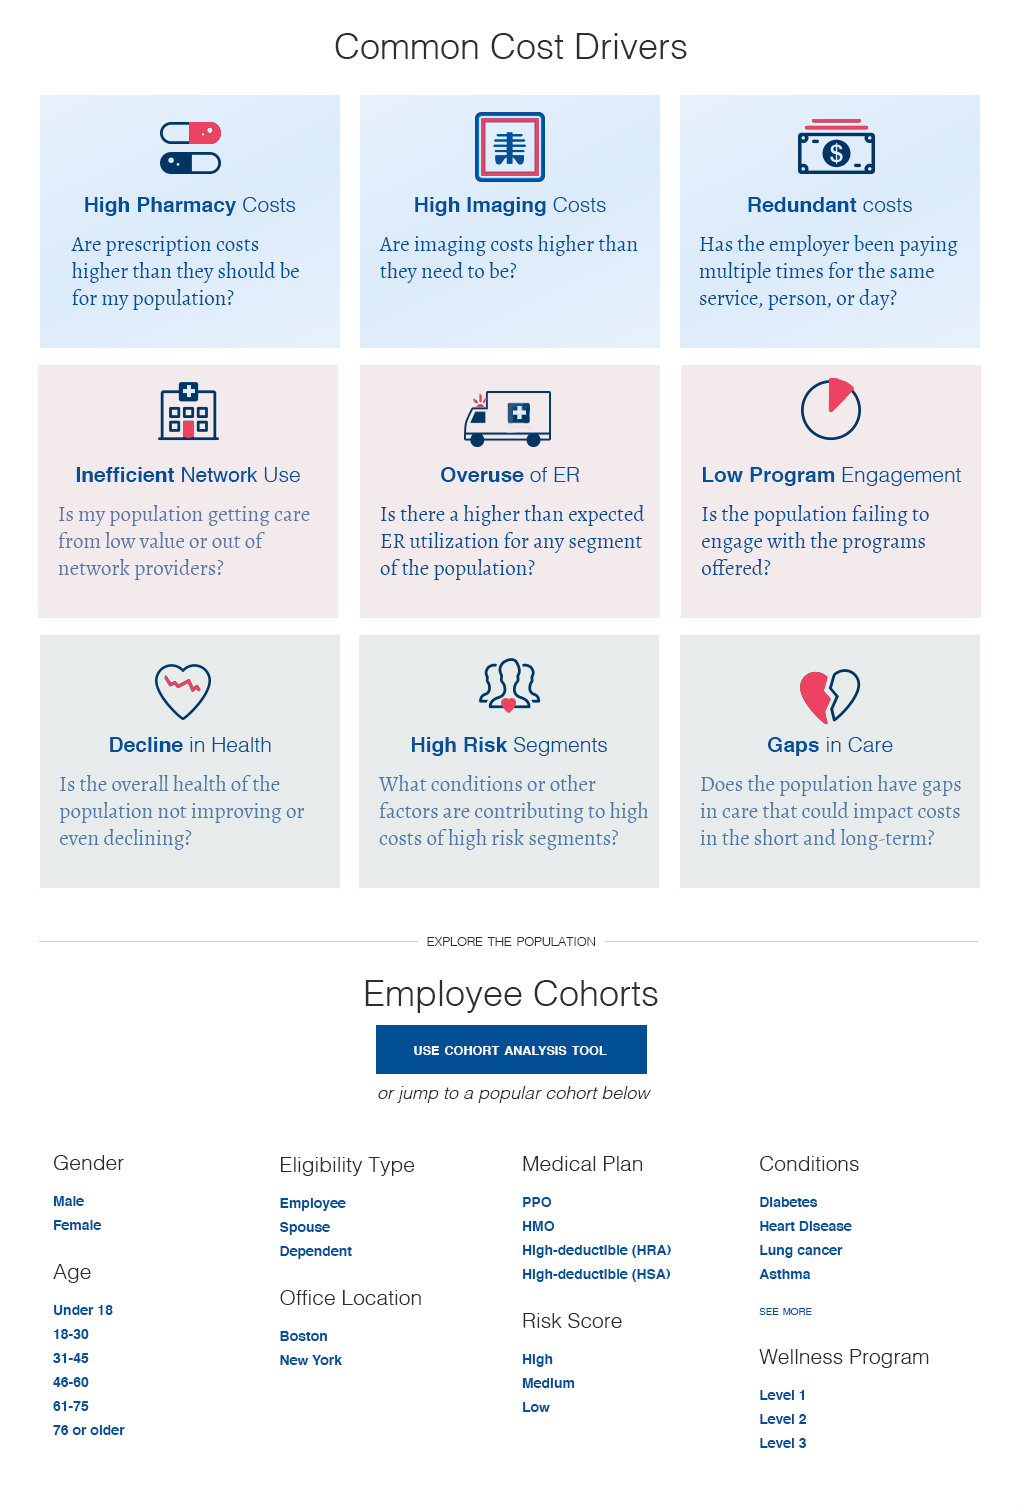 Common Cost Drivers
High Pharmacy Costs
Are prescription costs
higher than they should be
for my population?
High Imaging Costs
Are imaging costs higher than
they need to be?
$
Redundant costs
Has the employer been paying
multiple times for the same
service, person, or day?
Inefficient Network Use
Is my population getting care
from low value or out of
network providers?
Overuse of ER
Is there a higher than expected
ER utilization for any segment
of the population?
Low Program Engagement
Is the population failing to
engage with the programs
offered?
Decline in Health
Is the overall health of the
population not improving or
even declining?
High Risk Segments
What conditions or other
factors are contributing to high
costs of high risk segments?
Gaps in Care
Does the population have gaps
in care that could impact costs
in the short and long-term?
EXPLORE THE POPULATION
Employee Cohorts
USE COHORT ANALYSIS TOOL
or jump to a popular cohort below
Gender
Male
Female
Age
Under 18
18-30
31-45
46-60
61-75
76 or older
Eligibility Type
Employee
Spouse
Dependent
Office Location
Boston
New York
Medical Plan
PPO
HMO
High-deductible (HRA)
High-deductible (HSA)
Risk Score
High
Medium
Low
Conditions
Diabetes
Heart Disease
Lung cancer
Asthma
SEE MORE
Wellness Program
Level 1
Level 2
Level 3